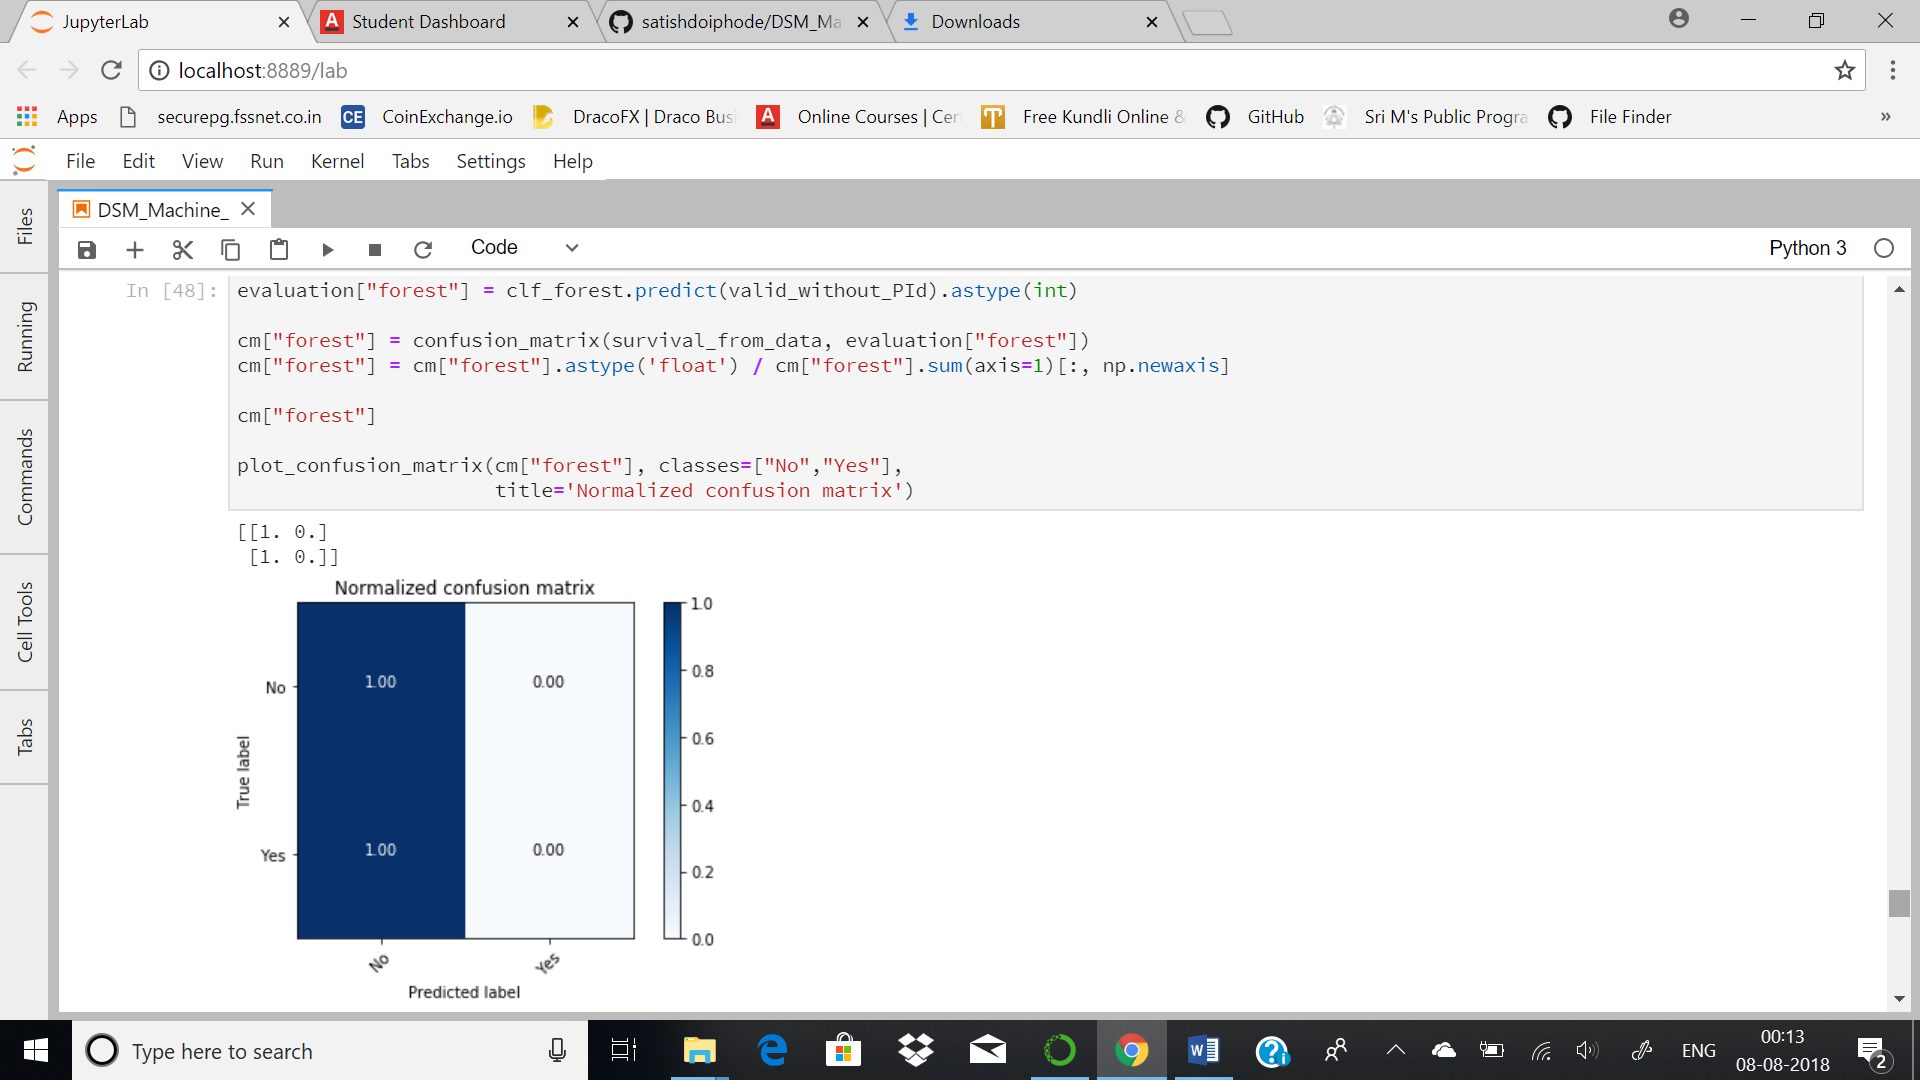 JupyterLab
Student Dashboard
satishdoiphode/DSM_Ma
Downloads
localhost:8889/lab
Apps
securepg.fssnet.co.in
CE
CoinExchange.io
DracoFX | Draco Busi
A
Online Courses | Cert
T
Free Kundli Online &
GitHub
Sri M's Public Progra
File Finder
»
File Edit View Run Kernel Tabs Settings Help
DSM_Machine_
Code
Python 3
Files
Running
Commands
Cell Tools
Tabs
In [48]:
evaluation["forest"] = clf_forest.predict(valid_without_PId).astype(int)
cm["forest"] = confusion_matrix(survival_from_data, evaluation["forest"])
cm["forest"] = cm["forest"].astype('float') / cm["forest"].sum(axis=1)[:, np.newaxis]
cm["forest"]
plot_confusion_matrix(cm["forest"], classes=["No","Yes"],
title='Normalized confusion matrix')
[[1. 0.]
[1. 0.]]
Normalized confusion matrix
1.0
0.8
0.6
0.4
0.2
0.0
True label
No
1.00 0.00
Yes
1.00 0.00
No Yes
Predicted label
Type here to search
ENG
00:13
08-08-2018
2